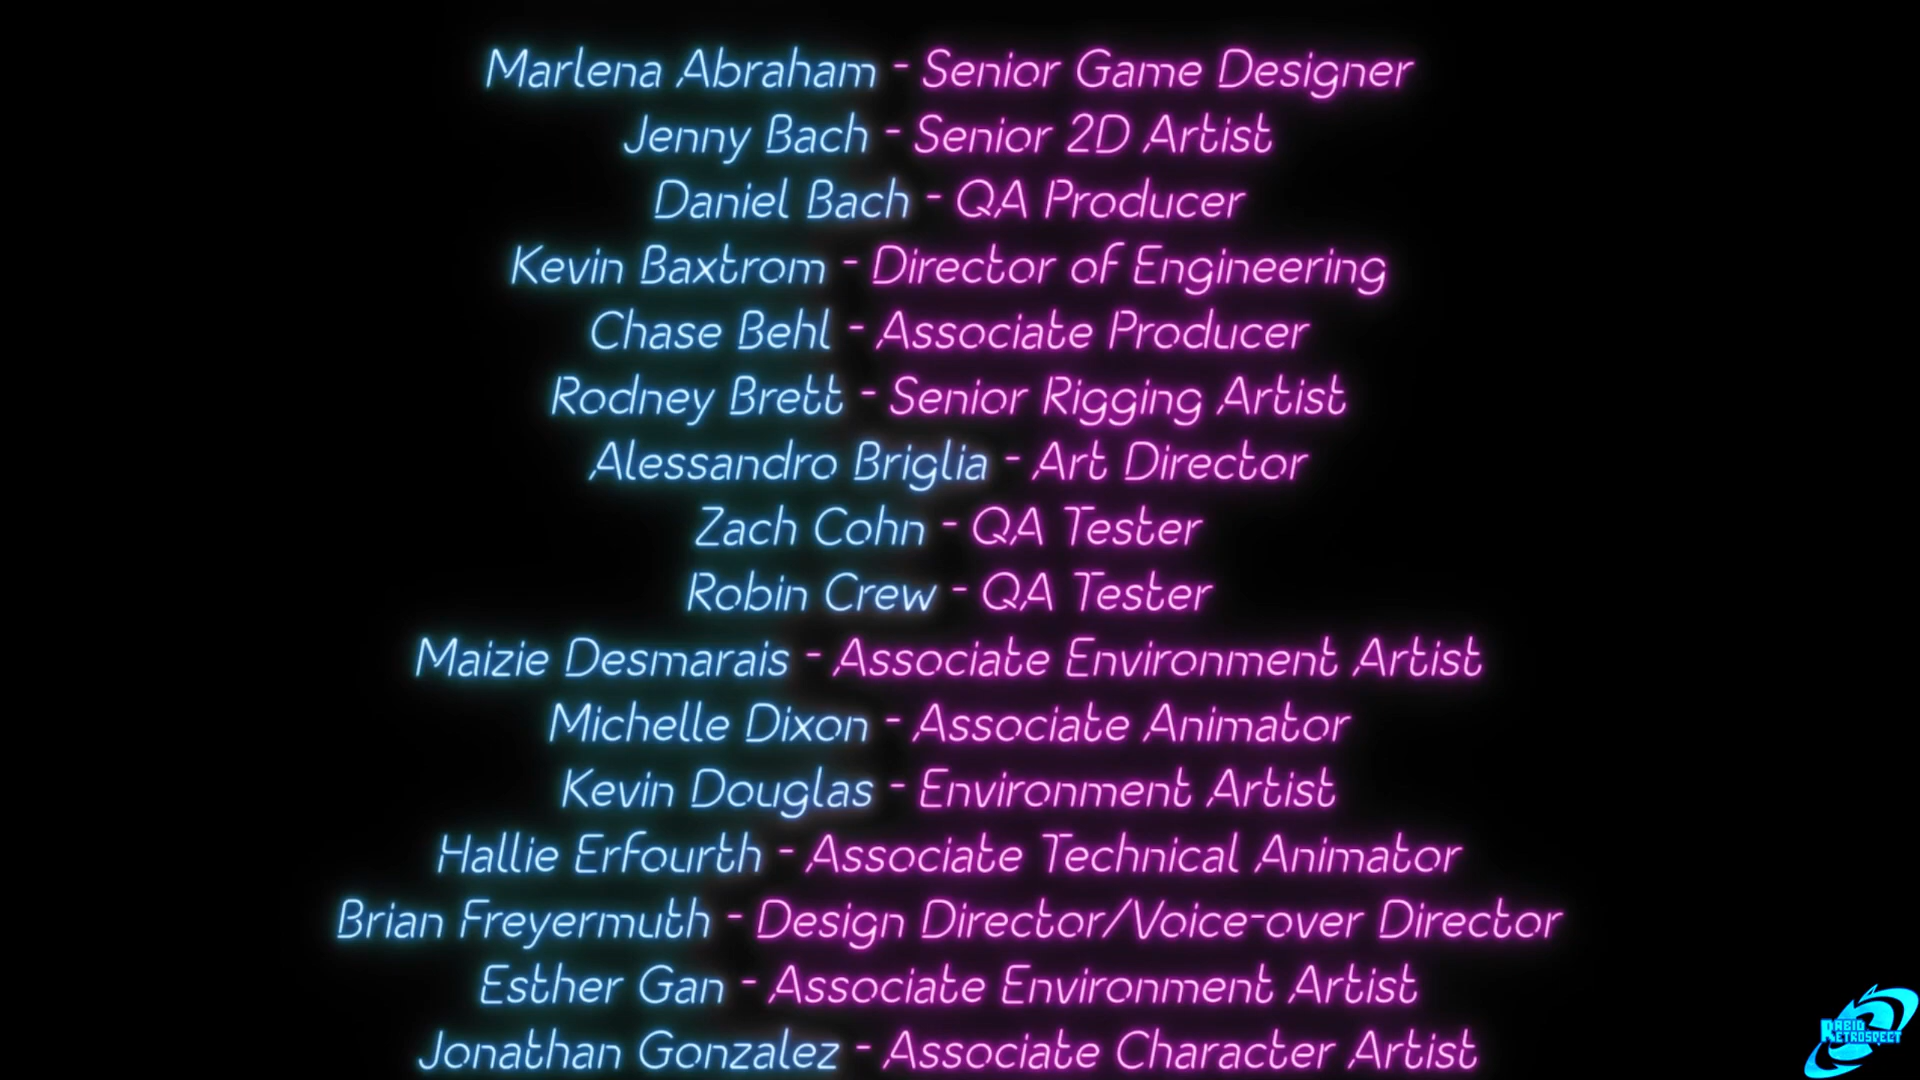 Marlena Abraham - Senior Game Designer
Jenny Bach - Senior 2D Artist
Daniel Bach - QA Producer
Kevin Baxtrom - Director of Engineering
Chase Behl - Associate Producer
Rodney Brett - Senior Rigging Artist
Alessandro Briglia - Art Director
Zach Cohn - QA Tester
Robin Crew - QA Tester
Maizie Desmarais - Associate Environment Artist
Michelle Dixon - Associate Animator
Kevin Douglas - Environment Artist
Hallie Erfourth - Associate Technical Animator
Brian Freyermuth - Design Director/Voice-over Director
Esther Gan - Associate Environment Artist
Jonathan Gonzalez - Associate Character Artist
RABID
RETROSPECT